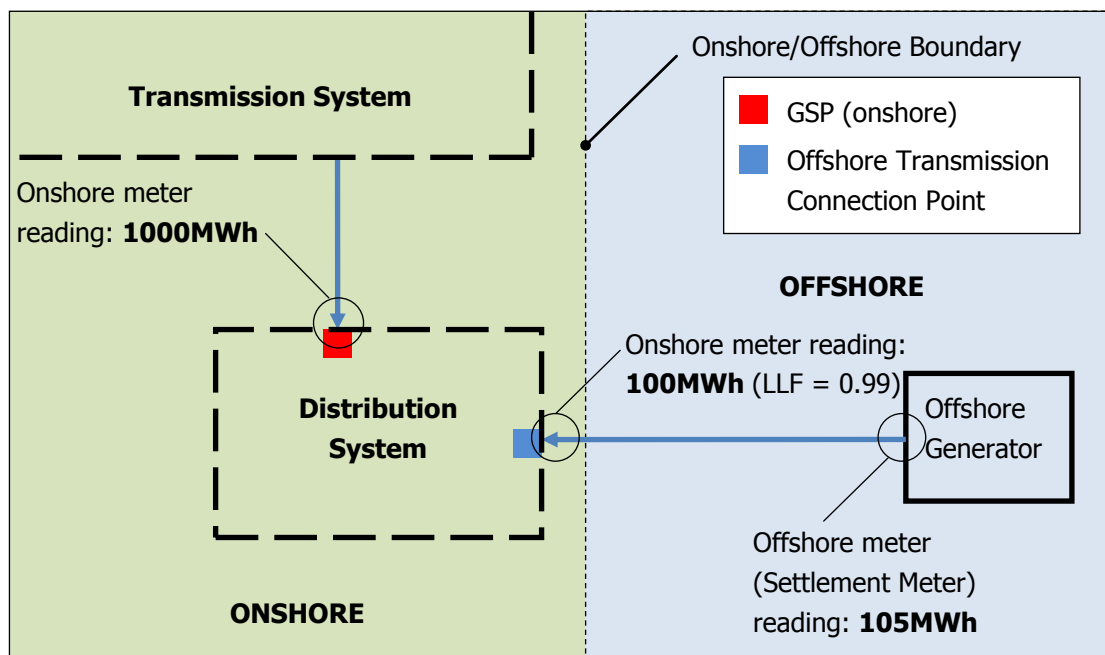 Transmission System
Onshore/Offshore Boundary
GSP (onshore)
Offshore Transmission
Connection Point
Onshore meter
reading: 1000MWh
OFFSHORE
Onshore meter reading:
100MWh (LLF = 0.99)
Distribution
System
Offshore
Generator
Offshore meter
(Settlement Meter)
reading: 105MWh
ONSHORE